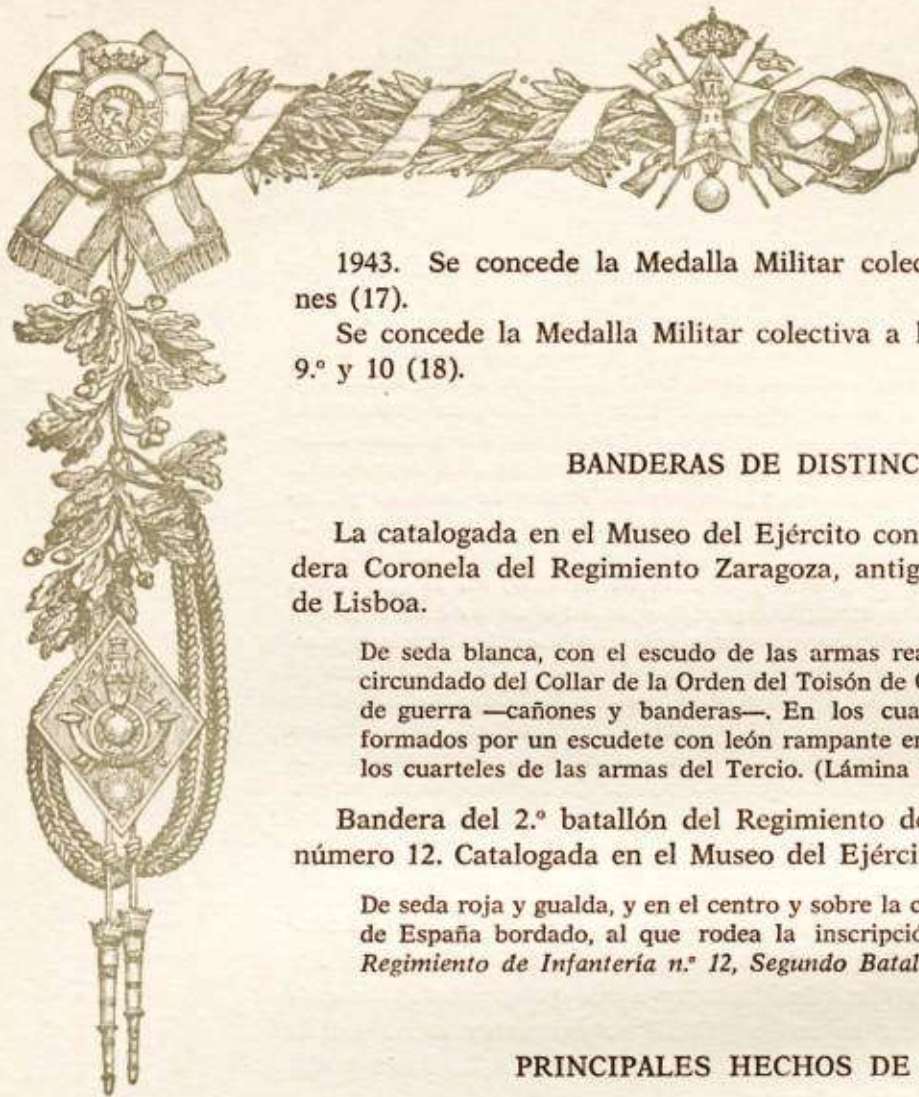 1943. Se concede la Medalla Militar colec
nes (17).
Se concede la Medalla Militar colectiva a l
9.º y 10 (18).
BANDERAS DE DISTINC
La catalogada en el Museo del Ejército con
dera Coronela del Regimiento Zaragoza, antig
de Lisboa.
De seda blanca, con el escudo de las armas rea
circundado del Collar de la Orden del Toisón de
de guerra —cañones y banderas—. En los cua
formados por un escudete con león rampante en
los cuarteles de las armas del Tercio. (Lámina
Bandera del 2.º batallón del Regimiento de
número 12. Catalogada en el Museo del Ejérci
De seda roja y gualda, y en el centro y sobre la c
de España bordado, al que rodea la inscripció
Regimiento de Infantería n.º 12, Segundo Batal
PRINCIPALES HECHOS DE